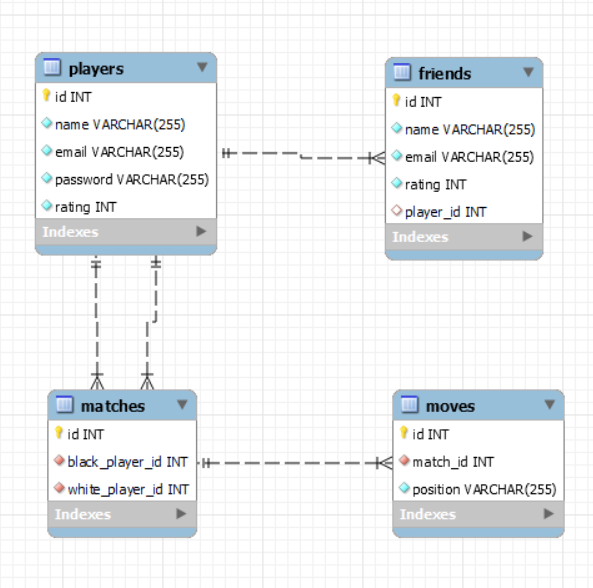 players
id INT
name VARCHAR(255)
email VARCHAR(255)
password VARCHAR(255)
rating INT
Indexes
friends
id INT
name VARCHAR(255)
email VARCHAR(255)
rating INT
player_id INT
Indexes
matches
id INT
black_player_id INT
white_player_id INT
Indexes
moves
id INT
match_id INT
position VARCHAR(255)
Indexes